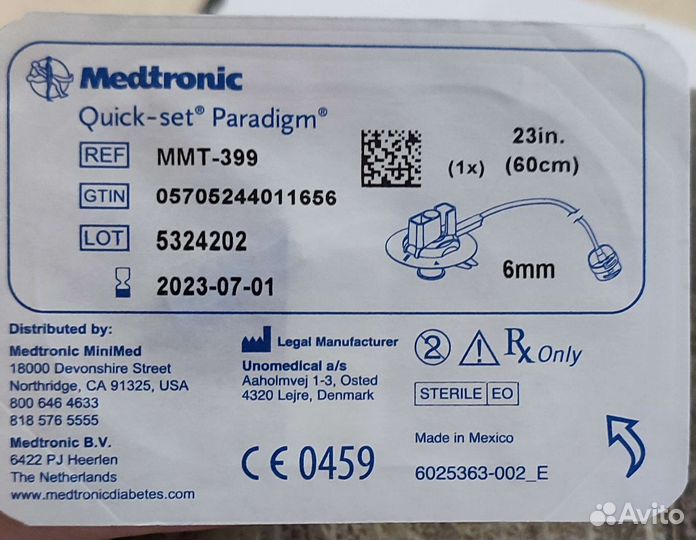 Medtronic
Quick-set® Paradigm®
REF MMT-399
GTIN 05705244011656
LOT 5324202
2023-07-01
(1x) 23in. (60cm)
6mm
Distributed by:
Medtronic MiniMed
18000 Devonshire Street
Northridge, CA 91325, USA
800 646 4633
818 576 5555
Medtronic B.V.
6422 PJ Heerlen
The Netherlands
www.medtronicdiabetes.com
Legal Manufacturer
Unomedical a/s
Aaholmvej 1-3, Osted
4320 Lejre, Denmark
CE 0459
2
Rx Only
STERILE EO
Made in Mexico
6025363-002_E
Avito